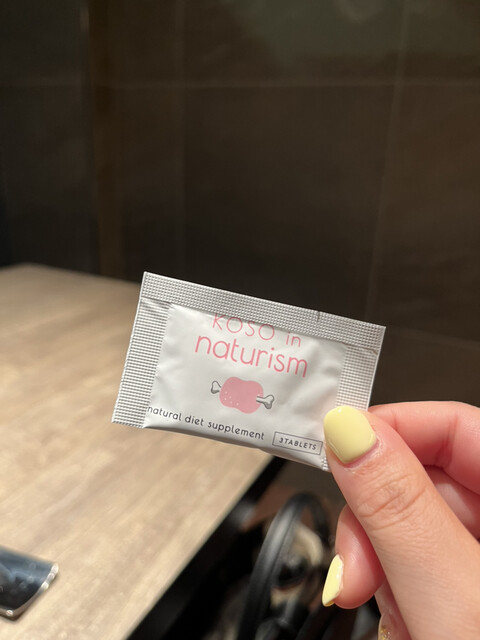 KOSO in
naturism
natural diet supplement
3TABLETS